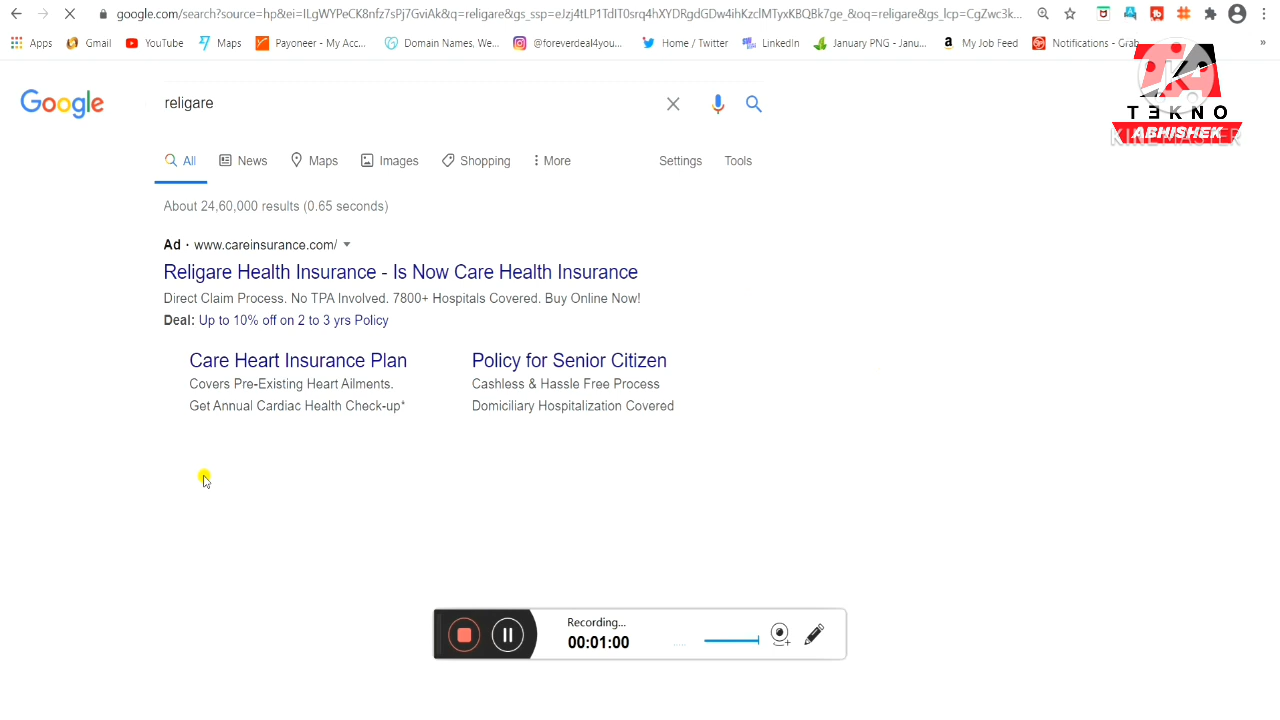 google.com/search?source=hp&ei=ILgWYPeCK8nfz7sPj7GviAk&q=religare&gs_ssp=eJzj4tLP1TdIT0srq4hXYDRgdGDw4ihKzclMTyxKBQBk7ge_&oq=religare&gs_lcp=CgZwc3k...
Apps
Gmail
YouTube
Maps
Payoneer - My Acc...
Domain Names, We...
@foreverdeal4you...
Home / Twitter
LinkedIn
January PNG - Janu...
My Job Feed
Notifications - Grab
»
Google
religare
TEKNO
ABHISHEK
KINEMASTER
All
News
Maps
Images
Shopping
More
Settings
Tools
About 24,60,000 results (0.65 seconds)
Ad · www.careinsurance.com/
Religare Health Insurance - Is Now Care Health Insurance
Direct Claim Process. No TPA Involved. 7800+ Hospitals Covered. Buy Online Now!
Deal: Up to 10% off on 2 to 3 yrs Policy
Care Heart Insurance Plan
Covers Pre-Existing Heart Ailments.
Get Annual Cardiac Health Check-up*
Policy for Senior Citizen
Cashless & Hassle Free Process
Domiciliary Hospitalization Covered
Recording...
00:01:00